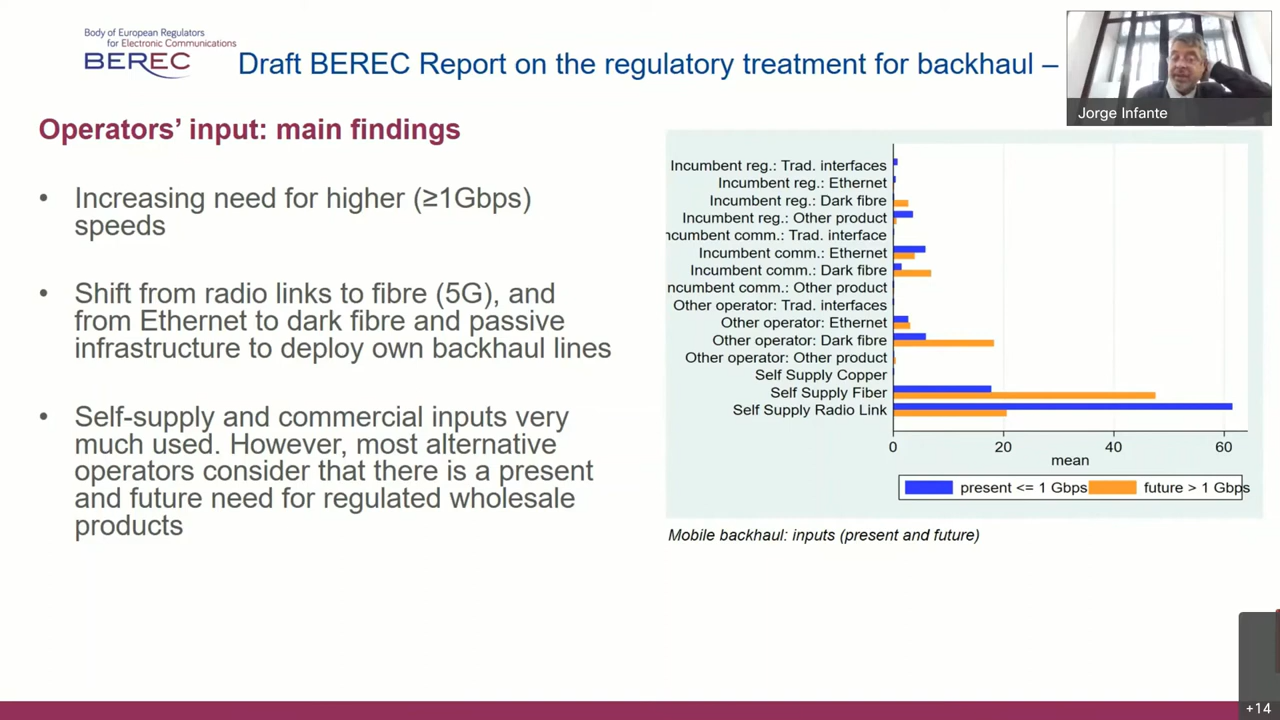 Body of European Regulators
for Electronic Communications
BEREC
Draft BEREC Report on the regulatory treatment for backhaul –
Jorge Infante
Operators’ input: main findings
• Increasing need for higher (≥1Gbps)
speeds
• Shift from radio links to fibre (5G), and
from Ethernet to dark fibre and passive
infrastructure to deploy own backhaul lines
• Self-supply and commercial inputs very
much used. However, most alternative
operators consider that there is a present
and future need for regulated wholesale
products
Incumbent reg.: Trad. interfaces
Incumbent reg.: Ethernet
Incumbent reg.: Dark fibre
Incumbent reg.: Other product
ncumbent comm.: Trad. interface
Incumbent comm.: Ethernet
Incumbent comm.: Dark fibre
ncumbent comm.: Other product
Other operator: Trad. interfaces
Other operator: Ethernet
Other operator: Dark fibre
Other operator: Other product
Self Supply Copper
Self Supply Fiber
Self Supply Radio Link
0 20 40 60
mean
present <= 1 Gbps future > 1 Gbps
Mobile backhaul: inputs (present and future)
+14